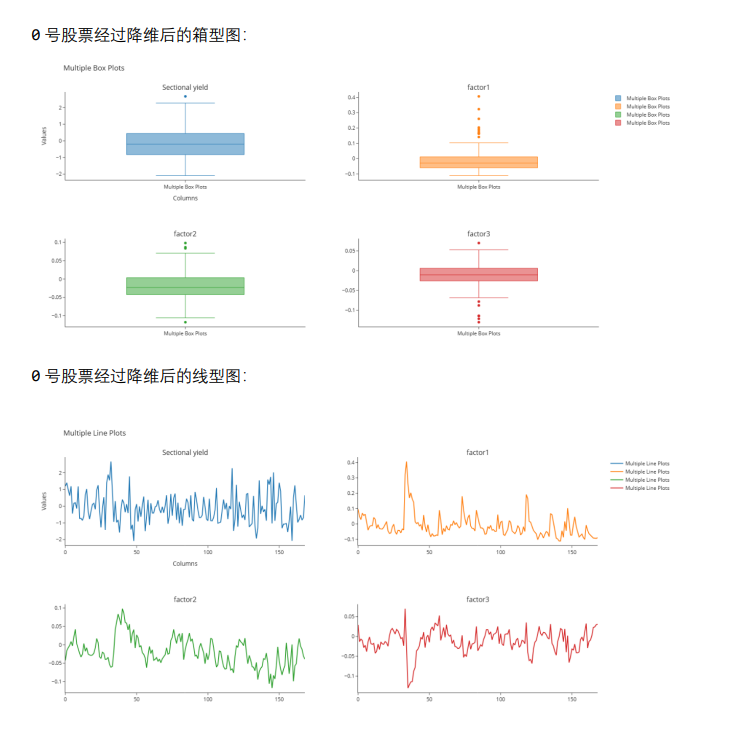 0 号股票经过降维后的箱型图：
Multiple Box Plots
Sectional yield
factor1
Values
2
1
0
−1
−2
Multiple Box Plots
Columns
0.4
0.3
0.2
0.1
0
−0.1
Multiple Box Plots
Multiple Box Plots
Multiple Box Plots
Multiple Box Plots
Multiple Box Plots
factor2
factor3
0.1
0.05
0
−0.05
−0.1
Multiple Box Plots
0.05
0
−0.05
−0.1
Multiple Box Plots
0 号股票经过降维后的线型图：
Multiple Line Plots
Sectional yield
factor1
Values
2
1
0
−1
−2
0 50 100 150
Columns
0.4
0.3
0.2
0.1
0
−0.1
0 50 100 150
Multiple Line Plots
Multiple Line Plots
Multiple Line Plots
Multiple Line Plots
factor2
factor3
0.1
0.05
0
−0.05
−0.1
0 50 100 150
0.05
0
−0.05
−0.1
0 50 100 150